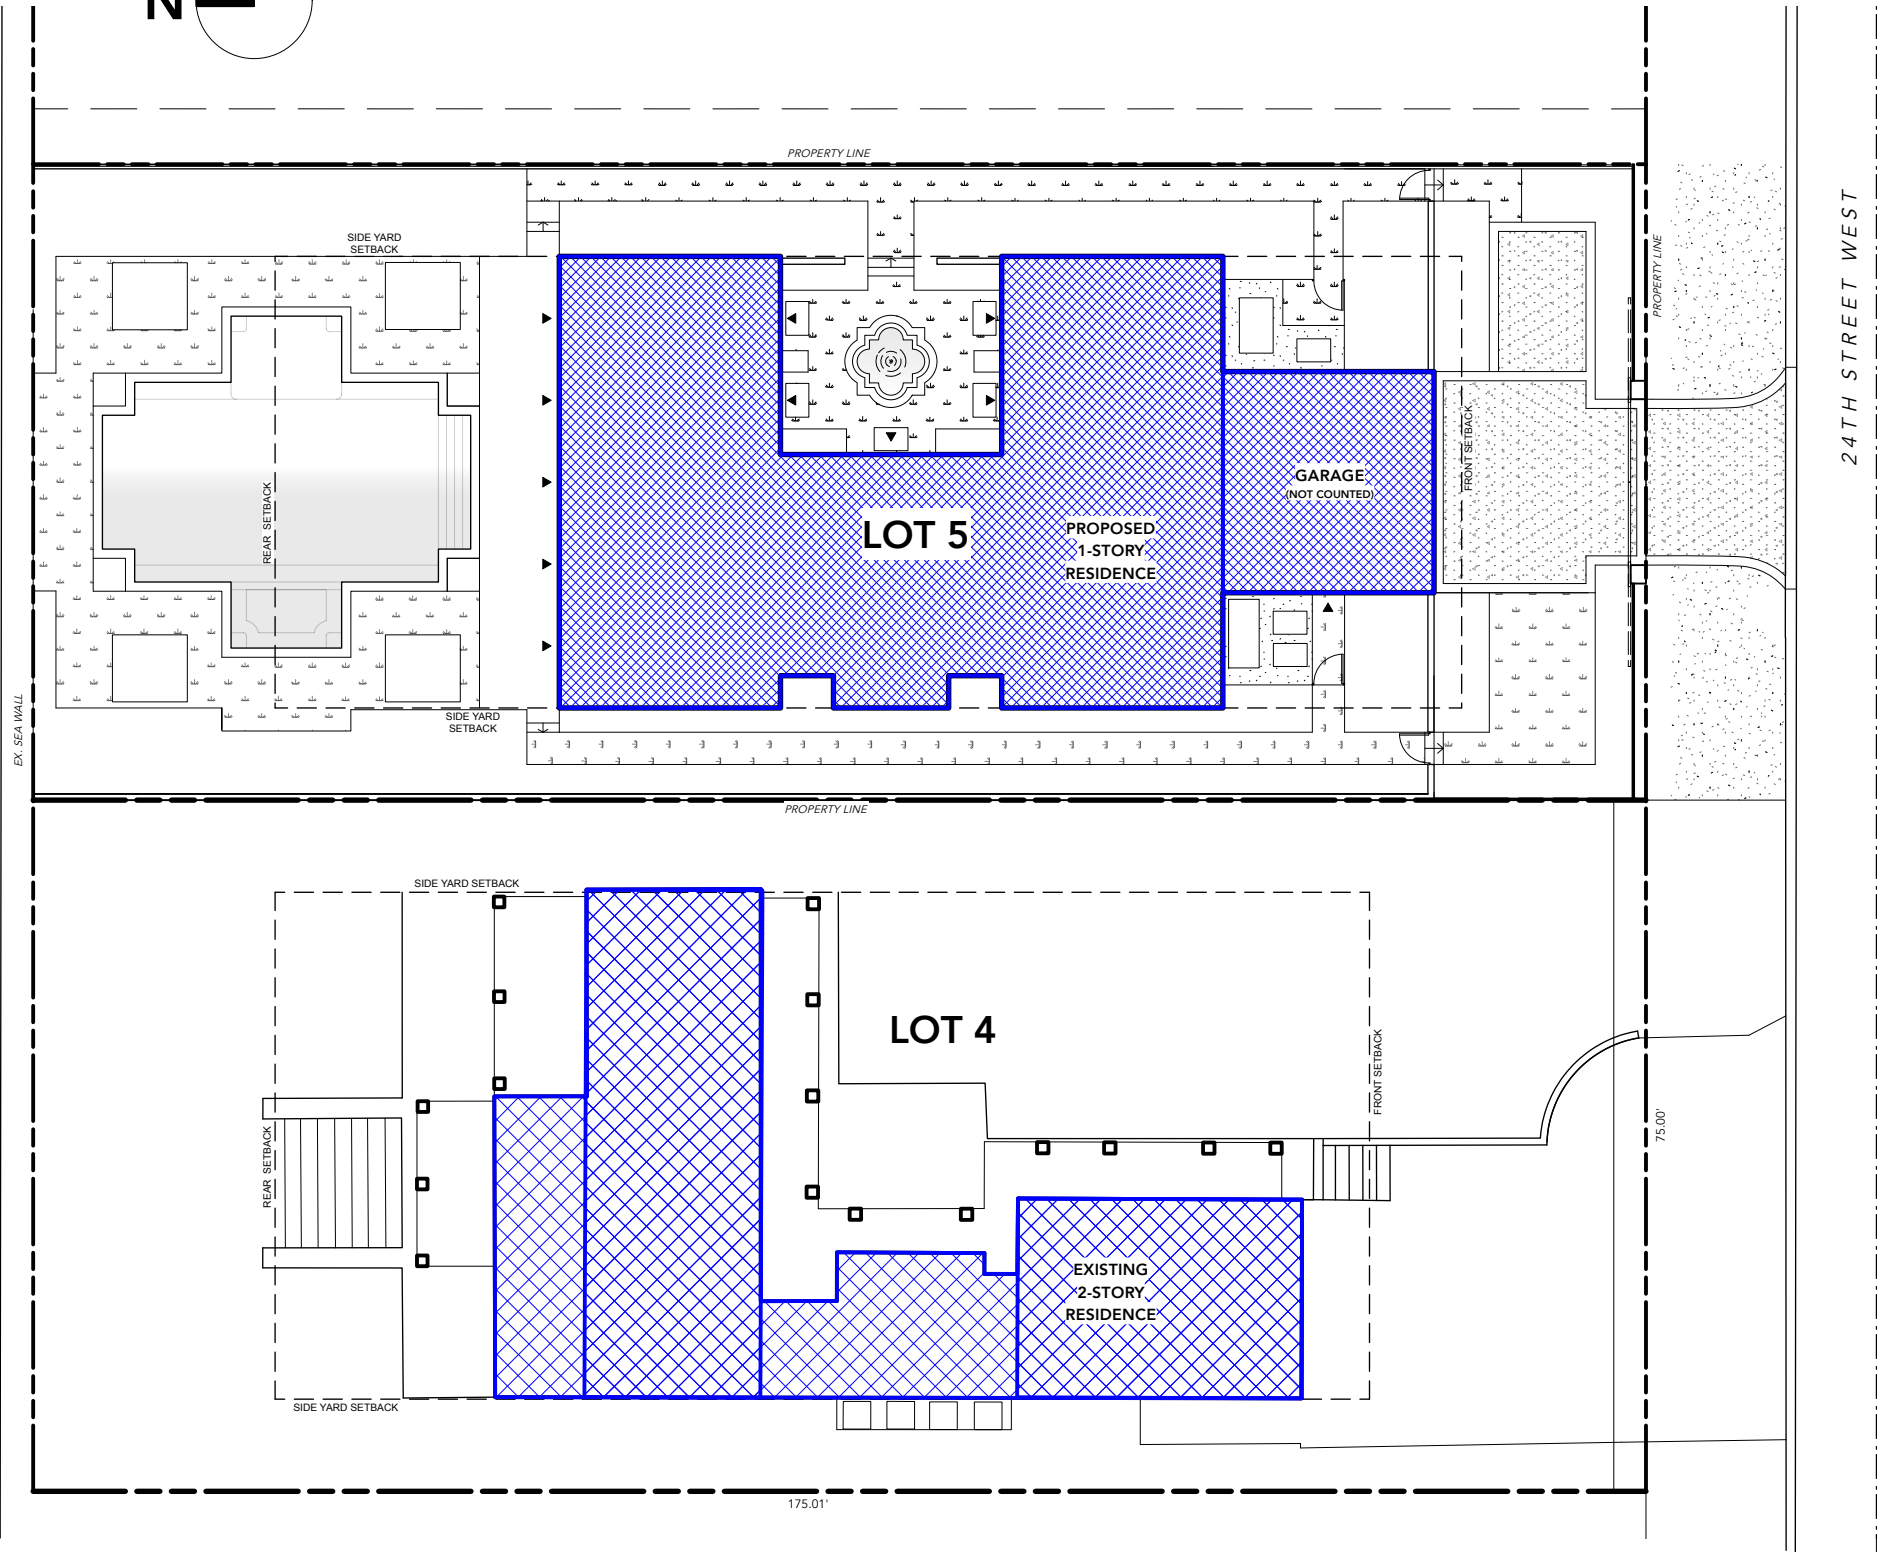 N
PROPERTY LINE
24TH STREET WEST
SIDE YARD
SETBACK
PROPERTY LINE
FRONT SETBACK
GARAGE
(NOT COUNTED)
REAR SETBACK
LOT 5
PROPOSED
1-STORY
RESIDENCE
EX. SEA WALL
SIDE YARD
SETBACK
PROPERTY LINE
SIDE YARD SETBACK
LOT 4
FRONT SETBACK
75.00'
REAR SETBACK
EXISTING
2-STORY
RESIDENCE
SIDE YARD SETBACK
175.01'